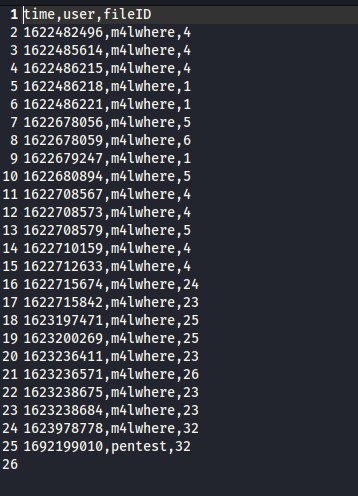 1 time,user,fileID
2 1622482496,m4lwhere,4
3 1622485614,m4lwhere,4
4 1622486215,m4lwhere,4
5 1622486218,m4lwhere,1
6 1622486221,m4lwhere,1
7 1622678056,m4lwhere,5
8 1622678059,m4lwhere,6
9 1622679247,m4lwhere,1
10 1622680894,m4lwhere,5
11 1622708567,m4lwhere,4
12 1622708573,m4lwhere,4
13 1622708579,m4lwhere,5
14 1622710159,m4lwhere,4
15 1622712633,m4lwhere,4
16 1622715674,m4lwhere,24
17 1622715842,m4lwhere,23
18 1623197471,m4lwhere,25
19 1623200269,m4lwhere,25
20 1623236411,m4lwhere,23
21 1623236571,m4lwhere,26
22 1623238675,m4lwhere,23
23 1623238684,m4lwhere,23
24 1623978778,m4lwhere,32
25 1692199010,pentest,32
26